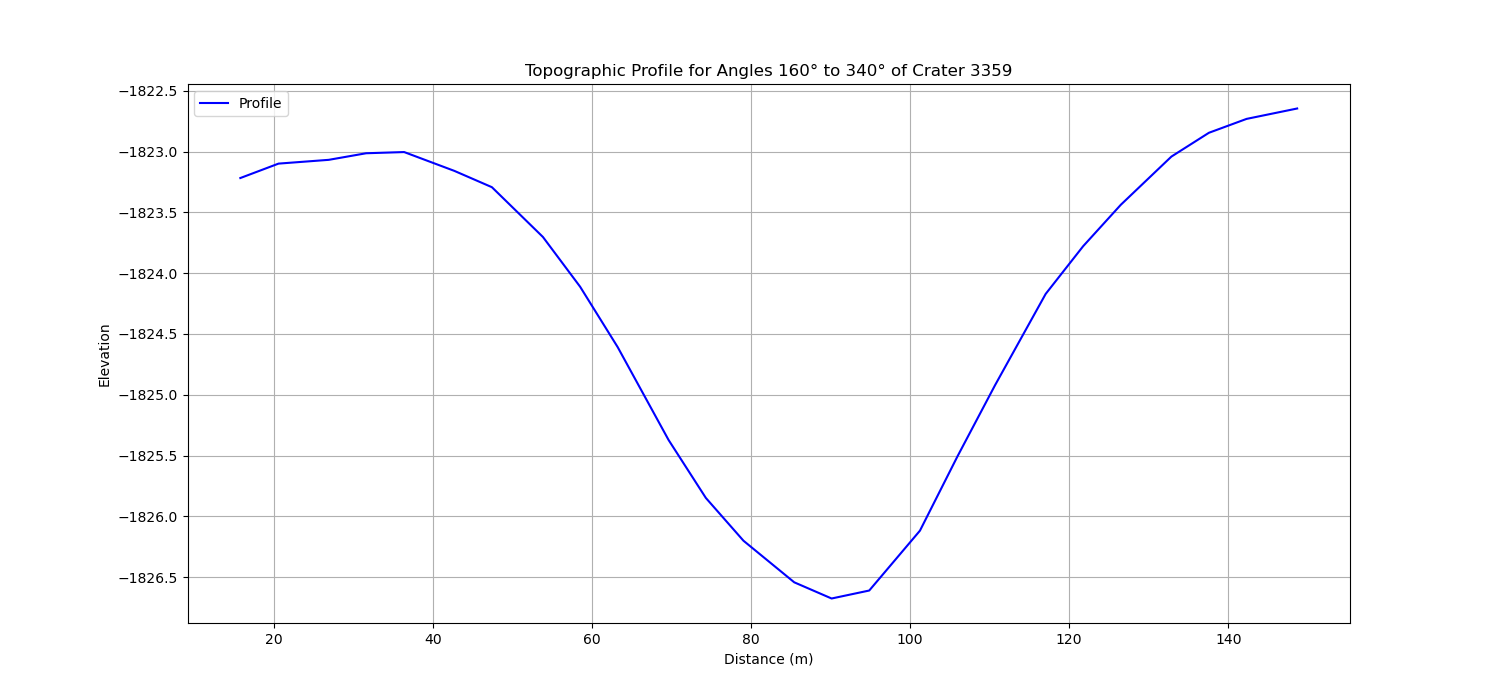 Topographic Profile for Angles 160° to 340° of Crater 3359
Profile
−1822.5
−1823.0
−1823.5
−1824.0
−1824.5
−1825.0
−1825.5
−1826.0
−1826.5
Elevation
20 40 60 80 100 120 140
Distance (m)